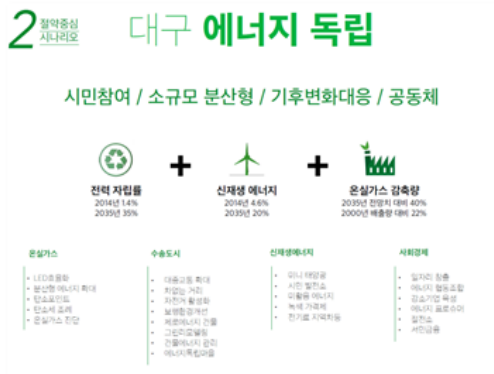 2 절약중심
시나리오
대구 에너지 독립
시민참여 / 소규모 분산형 / 기후변화대응 / 공동체
전력 자립률
2014년 1.4%
2035년 35%
+
신재생 에너지
2014년 4.6%
2035년 20%
+
온실가스 감축량
2035년 전망치 대비 40%
2000년 배출량 대비 22%
온실가스
• LED효율화
• 분산형 에너지 확대
• 탄소포인트
• 탄소세 조례
• 온실가스 진단
수송도시
• 대중교통 확대
• 차없는 거리
• 자전거 활성화
• 보행환경개선
• 제로에너지 건물
• 그린리모델링
• 건물에너지 관리
• 에너지독립마을
신재생에너지
• 미니 태양광
• 시민 발전소
• 미활용 에너지
• 녹색 가격제
• 전기료 지역차등
사회경제
• 일자리 창출
• 에너지 협동조합
• 강소기업 육성
• 에너지 프로슈머
• 절전소
• 서민금융